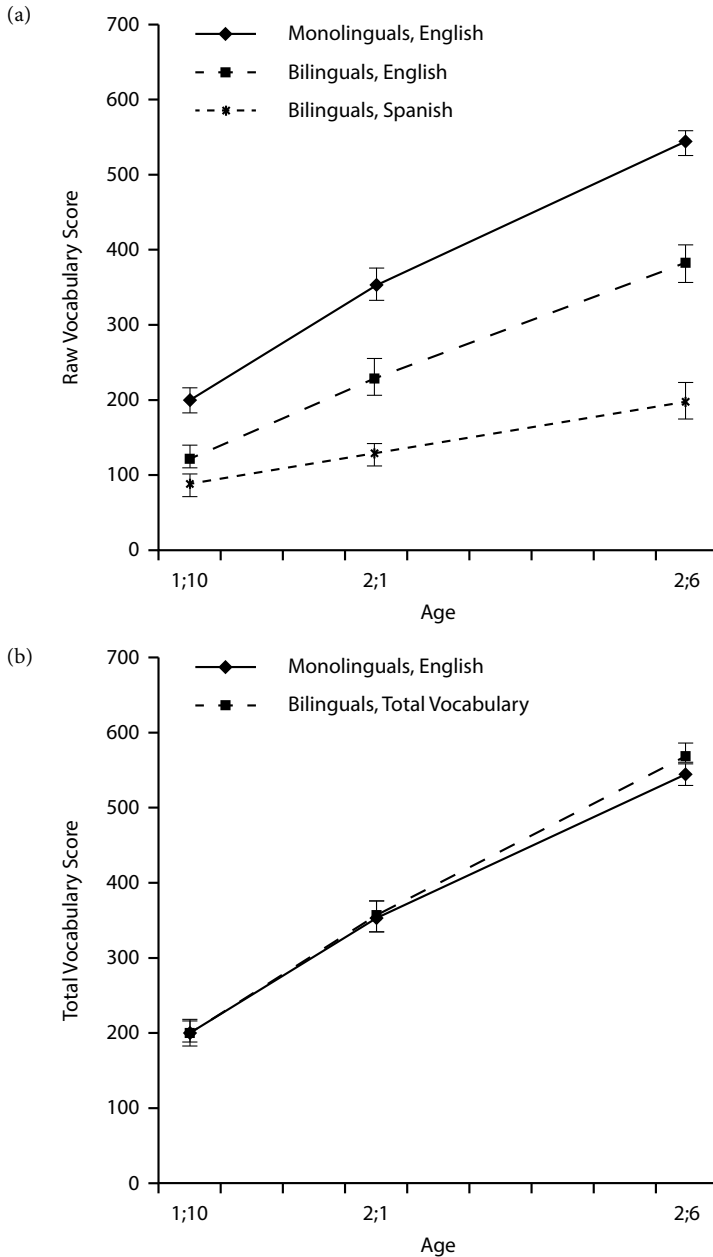 (a)
700
600
500
400
300
200
100
0
Raw Vocabulary Score
Monolinguals, English
Bilinguals, English
Bilinguals, Spanish
1;10 2;1 2;6
Age
(b)
700
600
500
400
300
200
100
0
Total Vocabulary Score
Monolinguals, English
Bilinguals, Total Vocabulary
1;10 2;1 2;6
Age